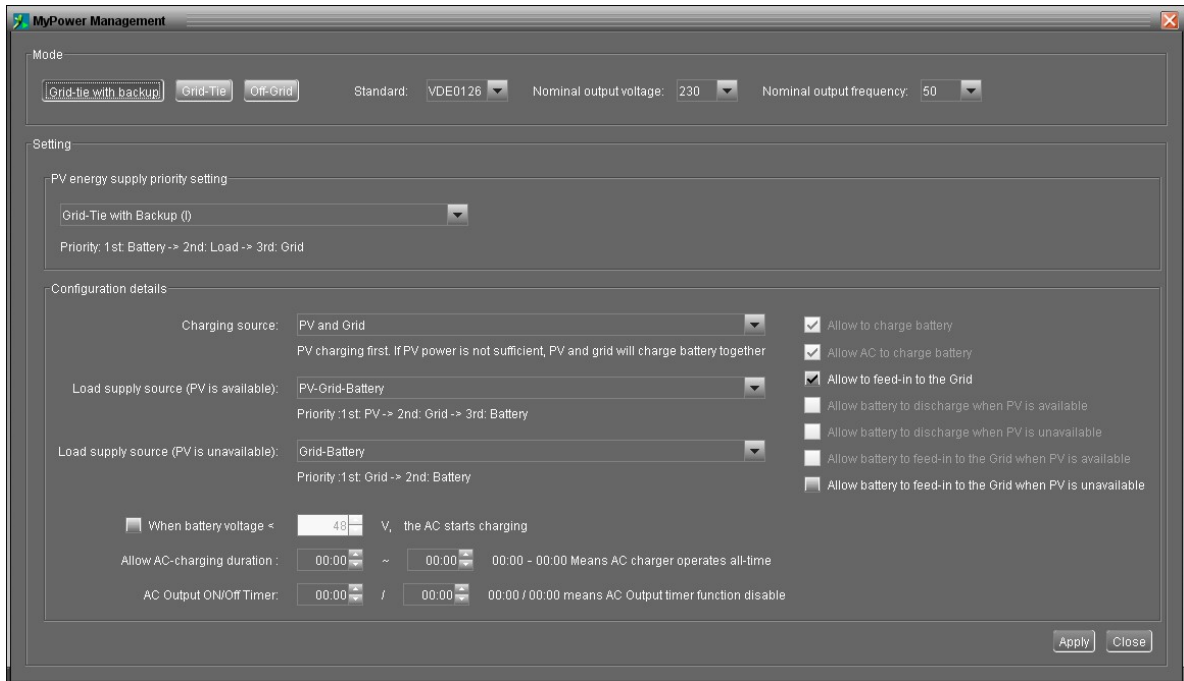 MyPower Management
Mode
Grid-tie with backup Grid-Tie Off-Grid Standard: VDE0126 Nominal output voltage: 230 Nominal output frequency: 50
Setting
PV energy supply priority setting
Grid-Tie with Backup (I)
Priority: 1st: Battery -> 2nd: Load -> 3rd: Grid
Configuration details
Charging source: PV and Grid
PV charging first. If PV power is not sufficient, PV and grid will charge battery together
Load supply source (PV is available): PV-Grid-Battery
Priority :1st: PV -> 2nd: Grid -> 3rd: Battery
Load supply source (PV is unavailable): Grid-Battery
Priority :1st: Grid -> 2nd: Battery
Allow to charge battery
Allow AC to charge battery
Allow to feed-in to the Grid
Allow battery to discharge when PV is available
Allow battery to discharge when PV is unavailable
Allow battery to feed-in to the Grid when PV is available
Allow battery to feed-in to the Grid when PV is unavailable
When battery voltage < 48 V, the AC starts charging
Allow AC-charging duration : 00:00 ~ 00:00 00:00 - 00:00 Means AC charger operates all-time
AC Output ON/Off Timer: 00:00 / 00:00 00:00 / 00:00 means AC Output timer function disable
Apply Close